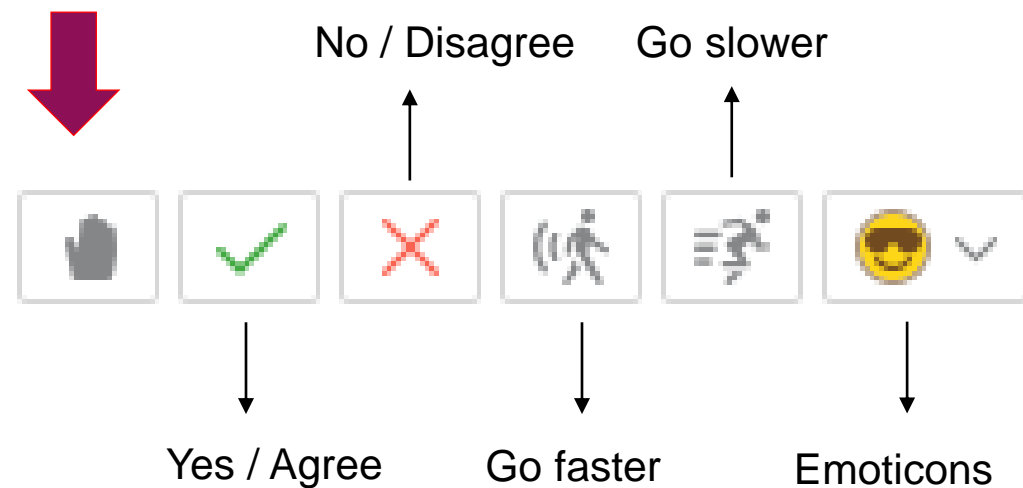 No / Disagree
Go slower
Yes / Agree
Go faster
Emoticons